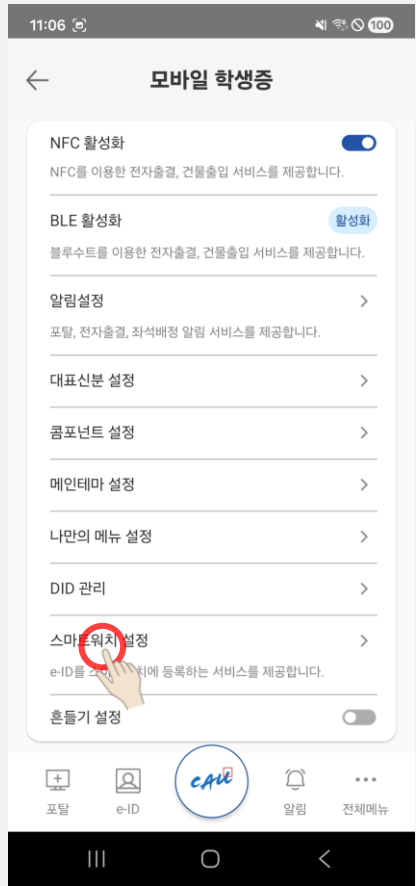 11:06
100
모바일 학생증
NFC 활성화
NFC를 이용한 전자출결, 건물출입 서비스를 제공합니다.
BLE 활성화
활성화
블루수트를 이용한 전자출결, 건물출입 서비스를 제공합니다.
알림설정
포탈, 전자출결, 좌석배정 알림 서비스를 제공합니다.
대표신분 설정
콤포넌트 설정
메인테마 설정
나만의 메뉴 설정
DID 관리
스마트워치 설정
e-ID를 스 치에 등록하는 서비스를 제공합니다.
흔들기 설정
CAU
포탈
e-ID
알림
전체메뉴